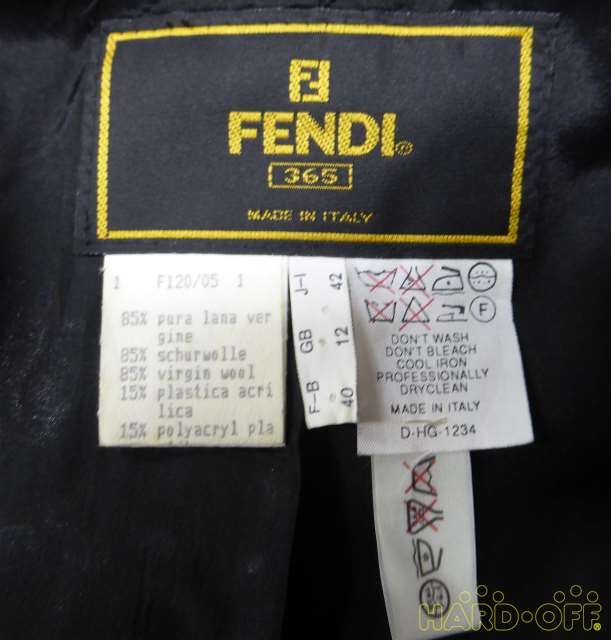 FENDI
365
MADE IN ITALY
1 F120/05 1
85% pura lana ver
gine
85% schurwolle
85% virgin wool
15% plastica acri
lica
15% polyacryl pla
J-I 42
GB 12
F-B 40
F
DON'T WASH
DON'T BLEACH
COOL IRON
PROFESSIONALLY
DRYCLEAN
MADE IN ITALY
D-HG-1234
HARD-OFF